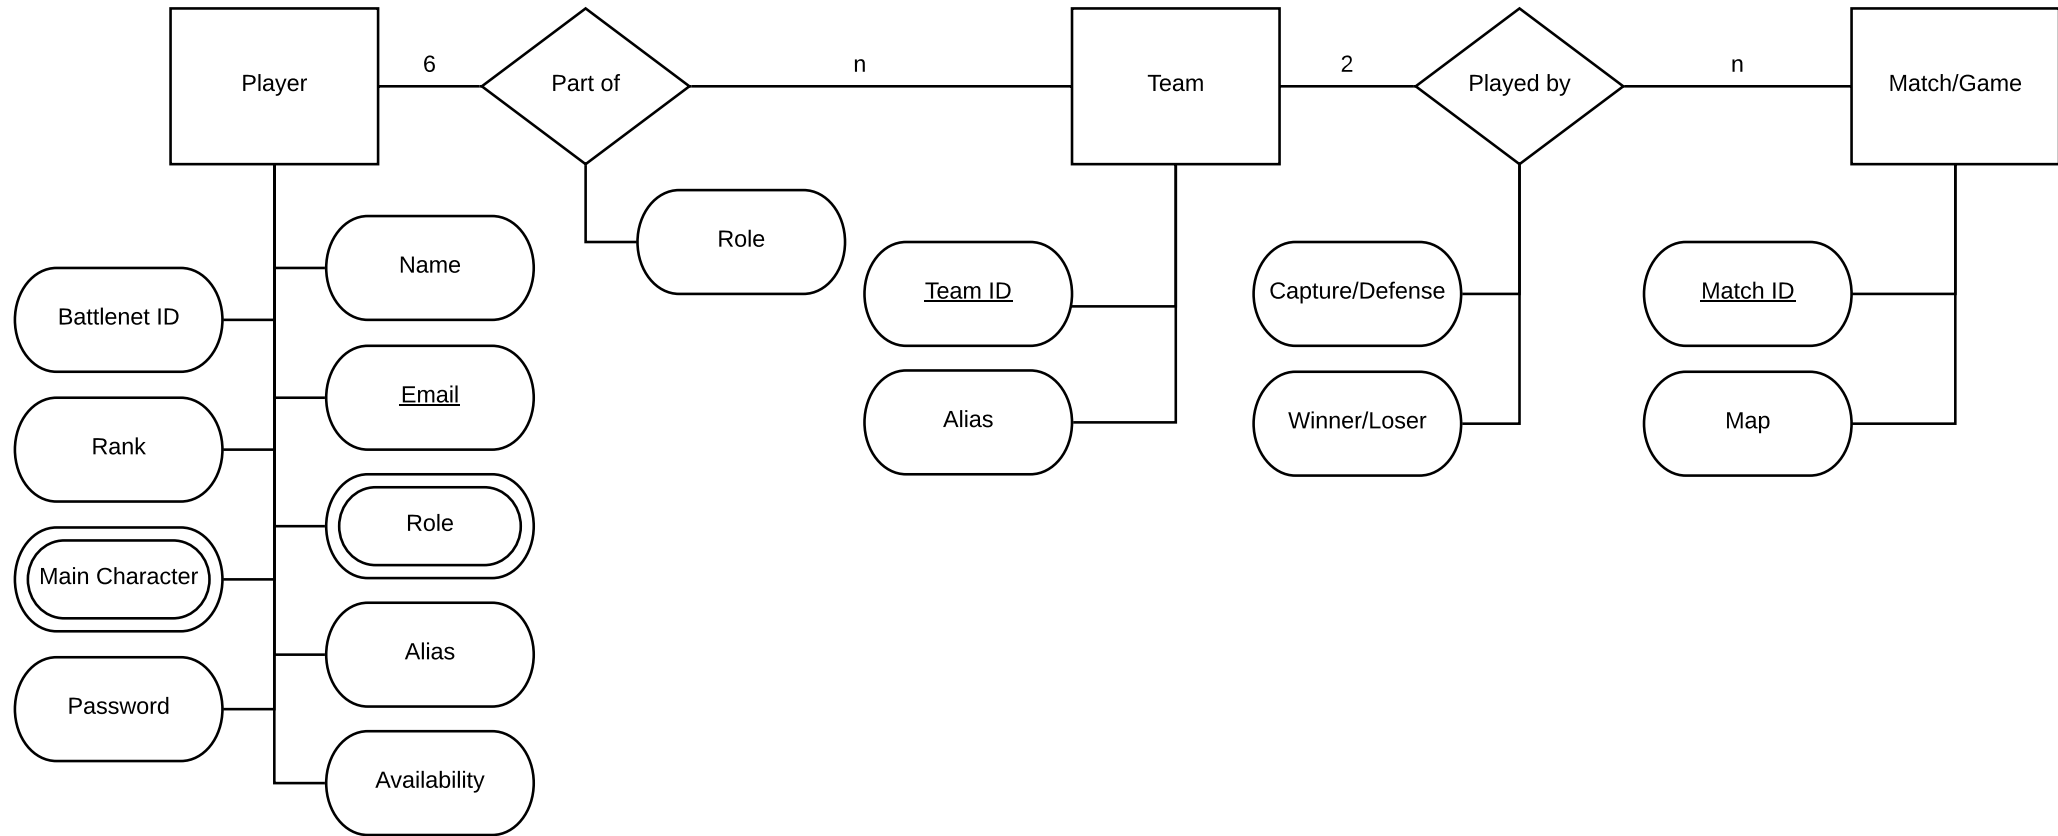 Player
6
Part of
n
Team
2
Played by
n
Match/Game
Name
Battlenet ID
Email
Rank
Role
Main Character
Alias
Password
Availability
Role
Team ID
Alias
Capture/Defense
Winner/Loser
Match ID
Map